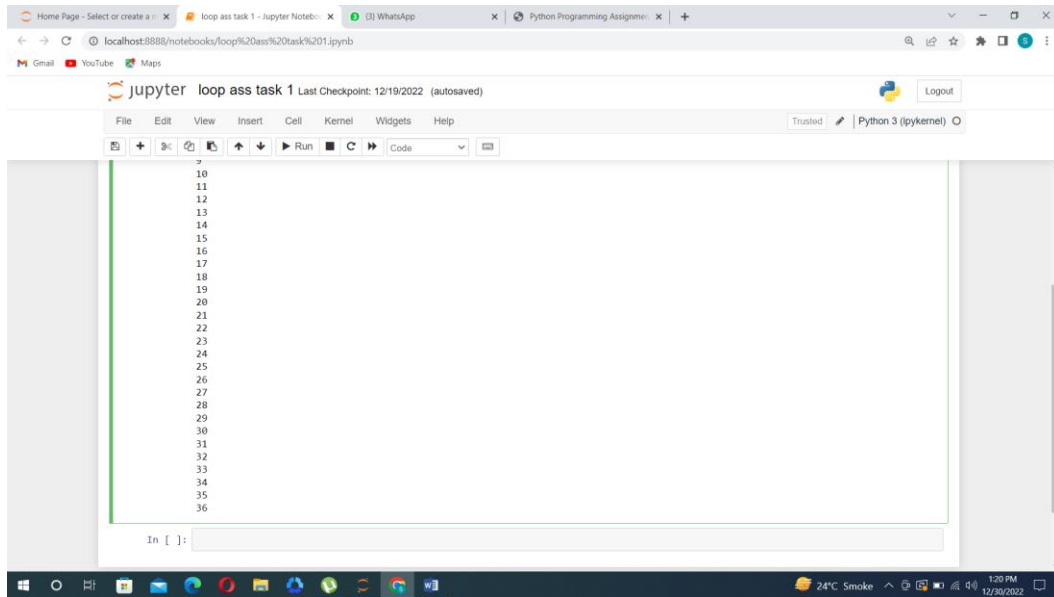 Home Page - Select or create a n
loop ass task 1 - Jupyter Notebo
(3) WhatsApp
Python Programming Assignmen
localhost:8888/notebooks/loop%20ass%20task%201.ipynb
Gmail
YouTube
Maps
S
jupyter loop ass task 1 Last Checkpoint: 12/19/2022 (autosaved)
Logout
File Edit View Insert Cell Kernel Widgets Help
Trusted
Python 3 (ipykernel)
Run
Code
9
10
11
12
13
14
15
16
17
18
19
20
21
22
23
24
25
26
27
28
29
30
31
32
33
34
35
36
In [ ]:
24°C Smoke
1:20 PM
12/30/2022